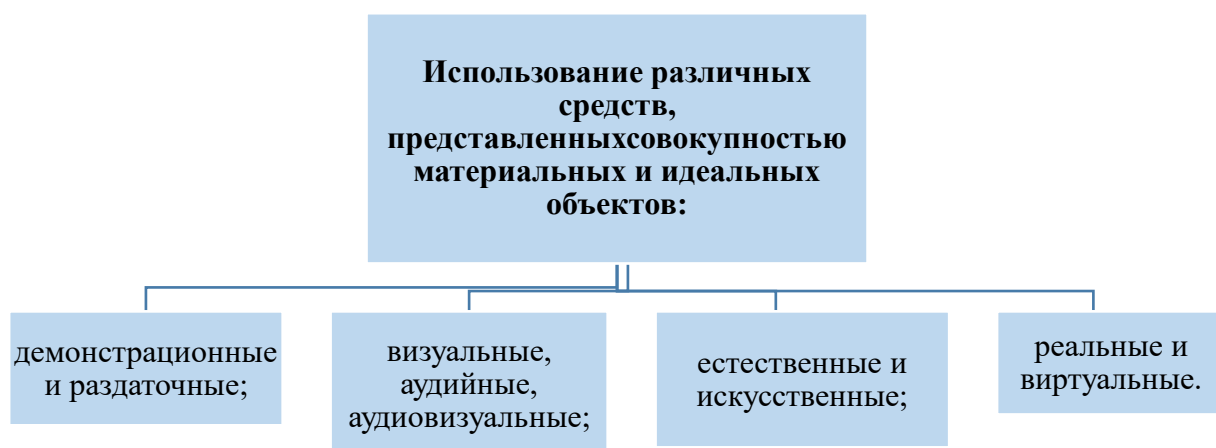 Использование различных
средств,
представленныхсовокупностью
материальных и идеальных
объектов:
демонстрационные
и раздаточные;
визуальные,
аудийные,
аудиовизуальные;
естественные и
искусственные;
реальные и
виртуальные.